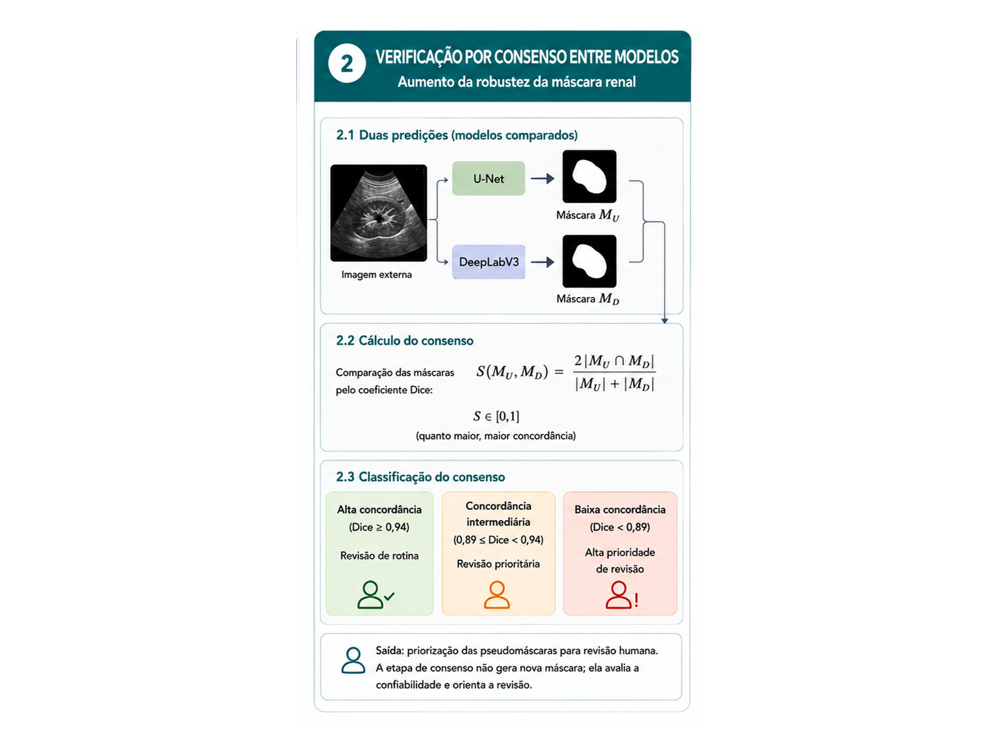 2
VERIFICAÇÃO POR CONSENSO ENTRE MODELOS
Aumento da robustez da máscara renal
2.1 Duas predições (modelos comparados)
Imagem externa
U-Net
Máscara M_U
DeepLabV3
Máscara M_D
2.2 Cálculo do consenso
Comparação das máscaras
pelo coeficiente Dice:
S(M_U, M_D) = 2|M_U ∩ M_D| / |M_U| + |M_D|
S ∈ [0,1]
(quanto maior, maior concordância)
2.3 Classificação do consenso
Alta concordância
(Dice ≥ 0,94)
Revisão de rotina
Concordância
intermediária
(0,89 ≤ Dice < 0,94)
Revisão prioritária
Baixa concordância
(Dice < 0,89)
Alta prioridade
de revisão
Saída: priorização das pseudomáscaras para revisão humana.
A etapa de consenso não gera nova máscara; ela avalia a
confiabilidade e orienta a revisão.